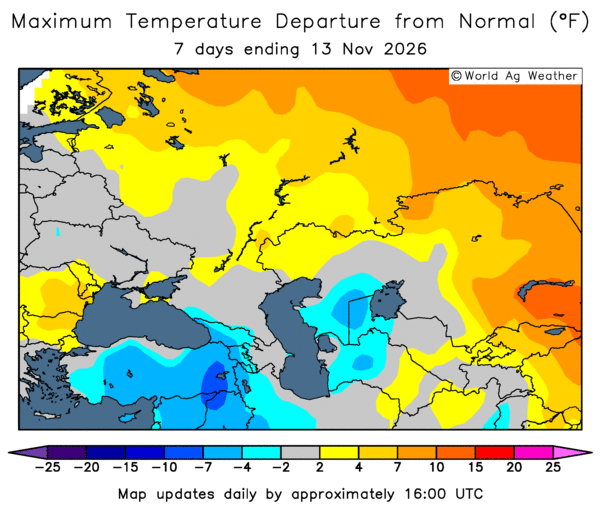 Maximum Temperature Departure from Normal (°F)
7 days ending 13 Nov 2026
© World Ag Weather
−25 −20 −15 −10 −7 −4 −2 2 4 7 10 15 20 25
Map updates daily by approximately 16:00 UTC